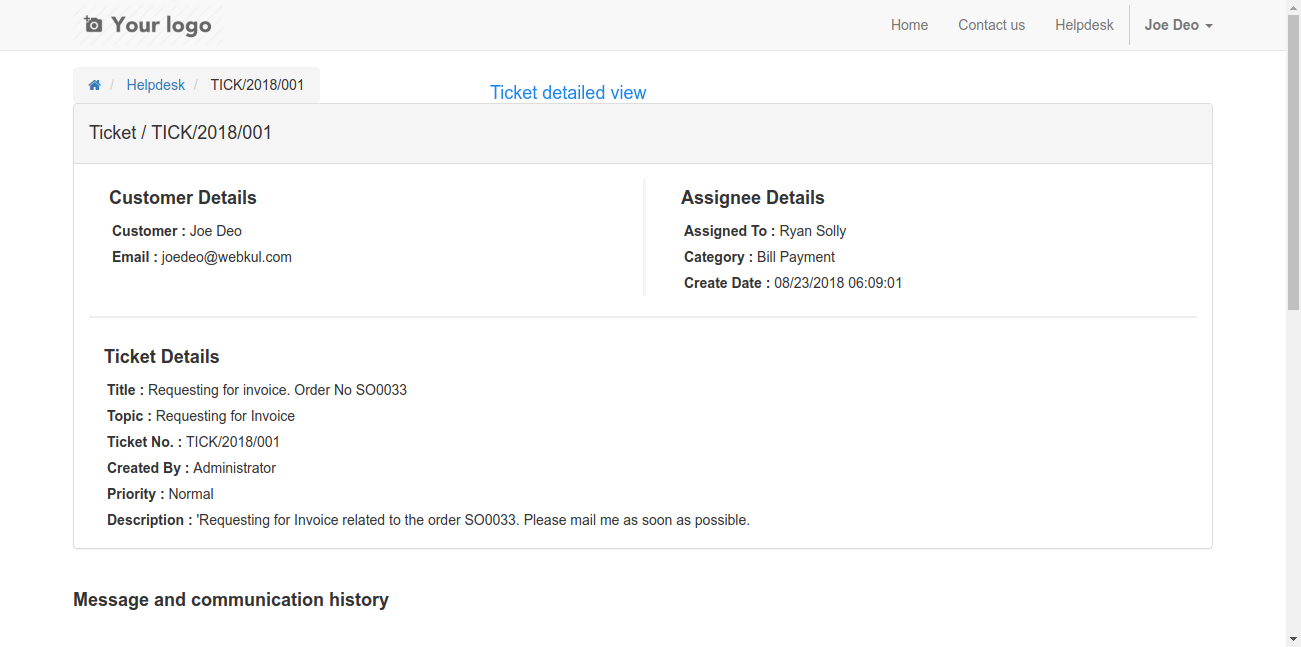 Your logo
Home Contact us Helpdesk Joe Deo
/ Helpdesk / TICK/2018/001
Ticket detailed view
Ticket / TICK/2018/001
Customer Details
Customer : Joe Deo
Email : joedeo@webkul.com
Assignee Details
Assigned To : Ryan Solly
Category : Bill Payment
Create Date : 08/23/2018 06:09:01
Ticket Details
Title : Requesting for invoice. Order No SO0033
Topic : Requesting for Invoice
Ticket No. : TICK/2018/001
Created By : Administrator
Priority : Normal
Description : 'Requesting for Invoice related to the order SO0033. Please mail me as soon as possible.
Message and communication history